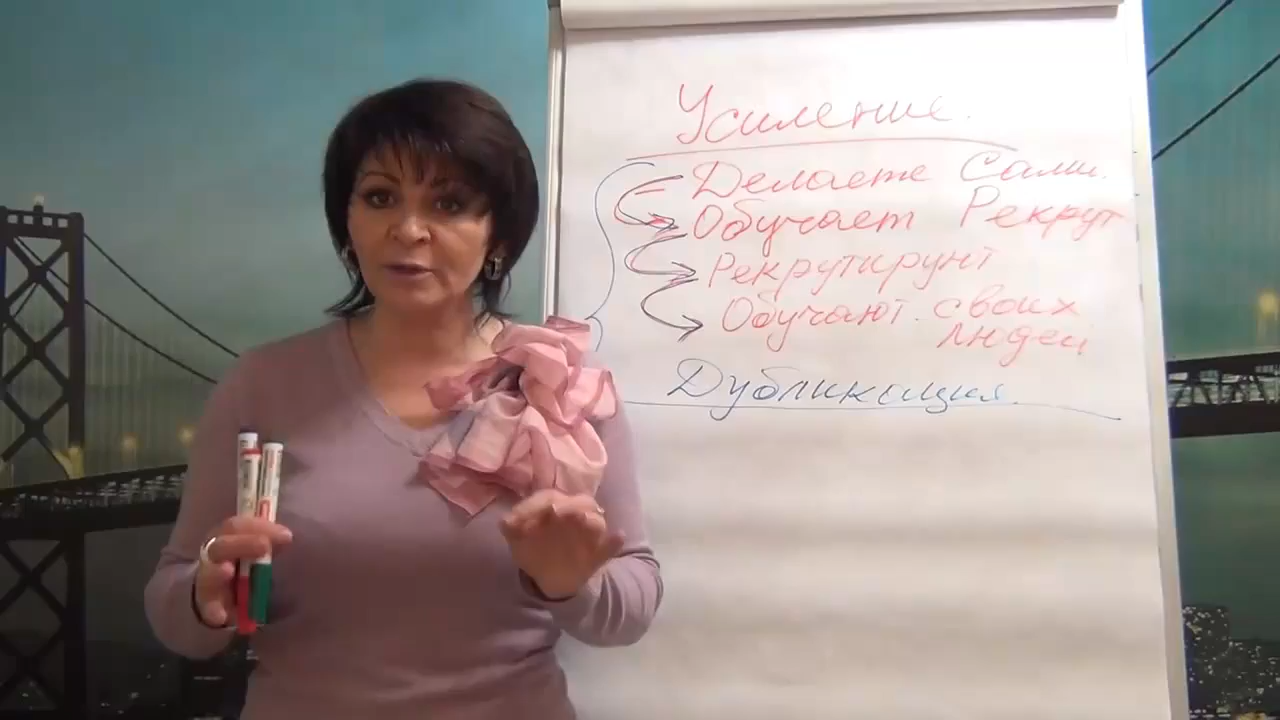 Усиление.
Делаете Сами.
Обучает Рекрут
Рекрутируют
Обучают своих
людей
Дубликация.